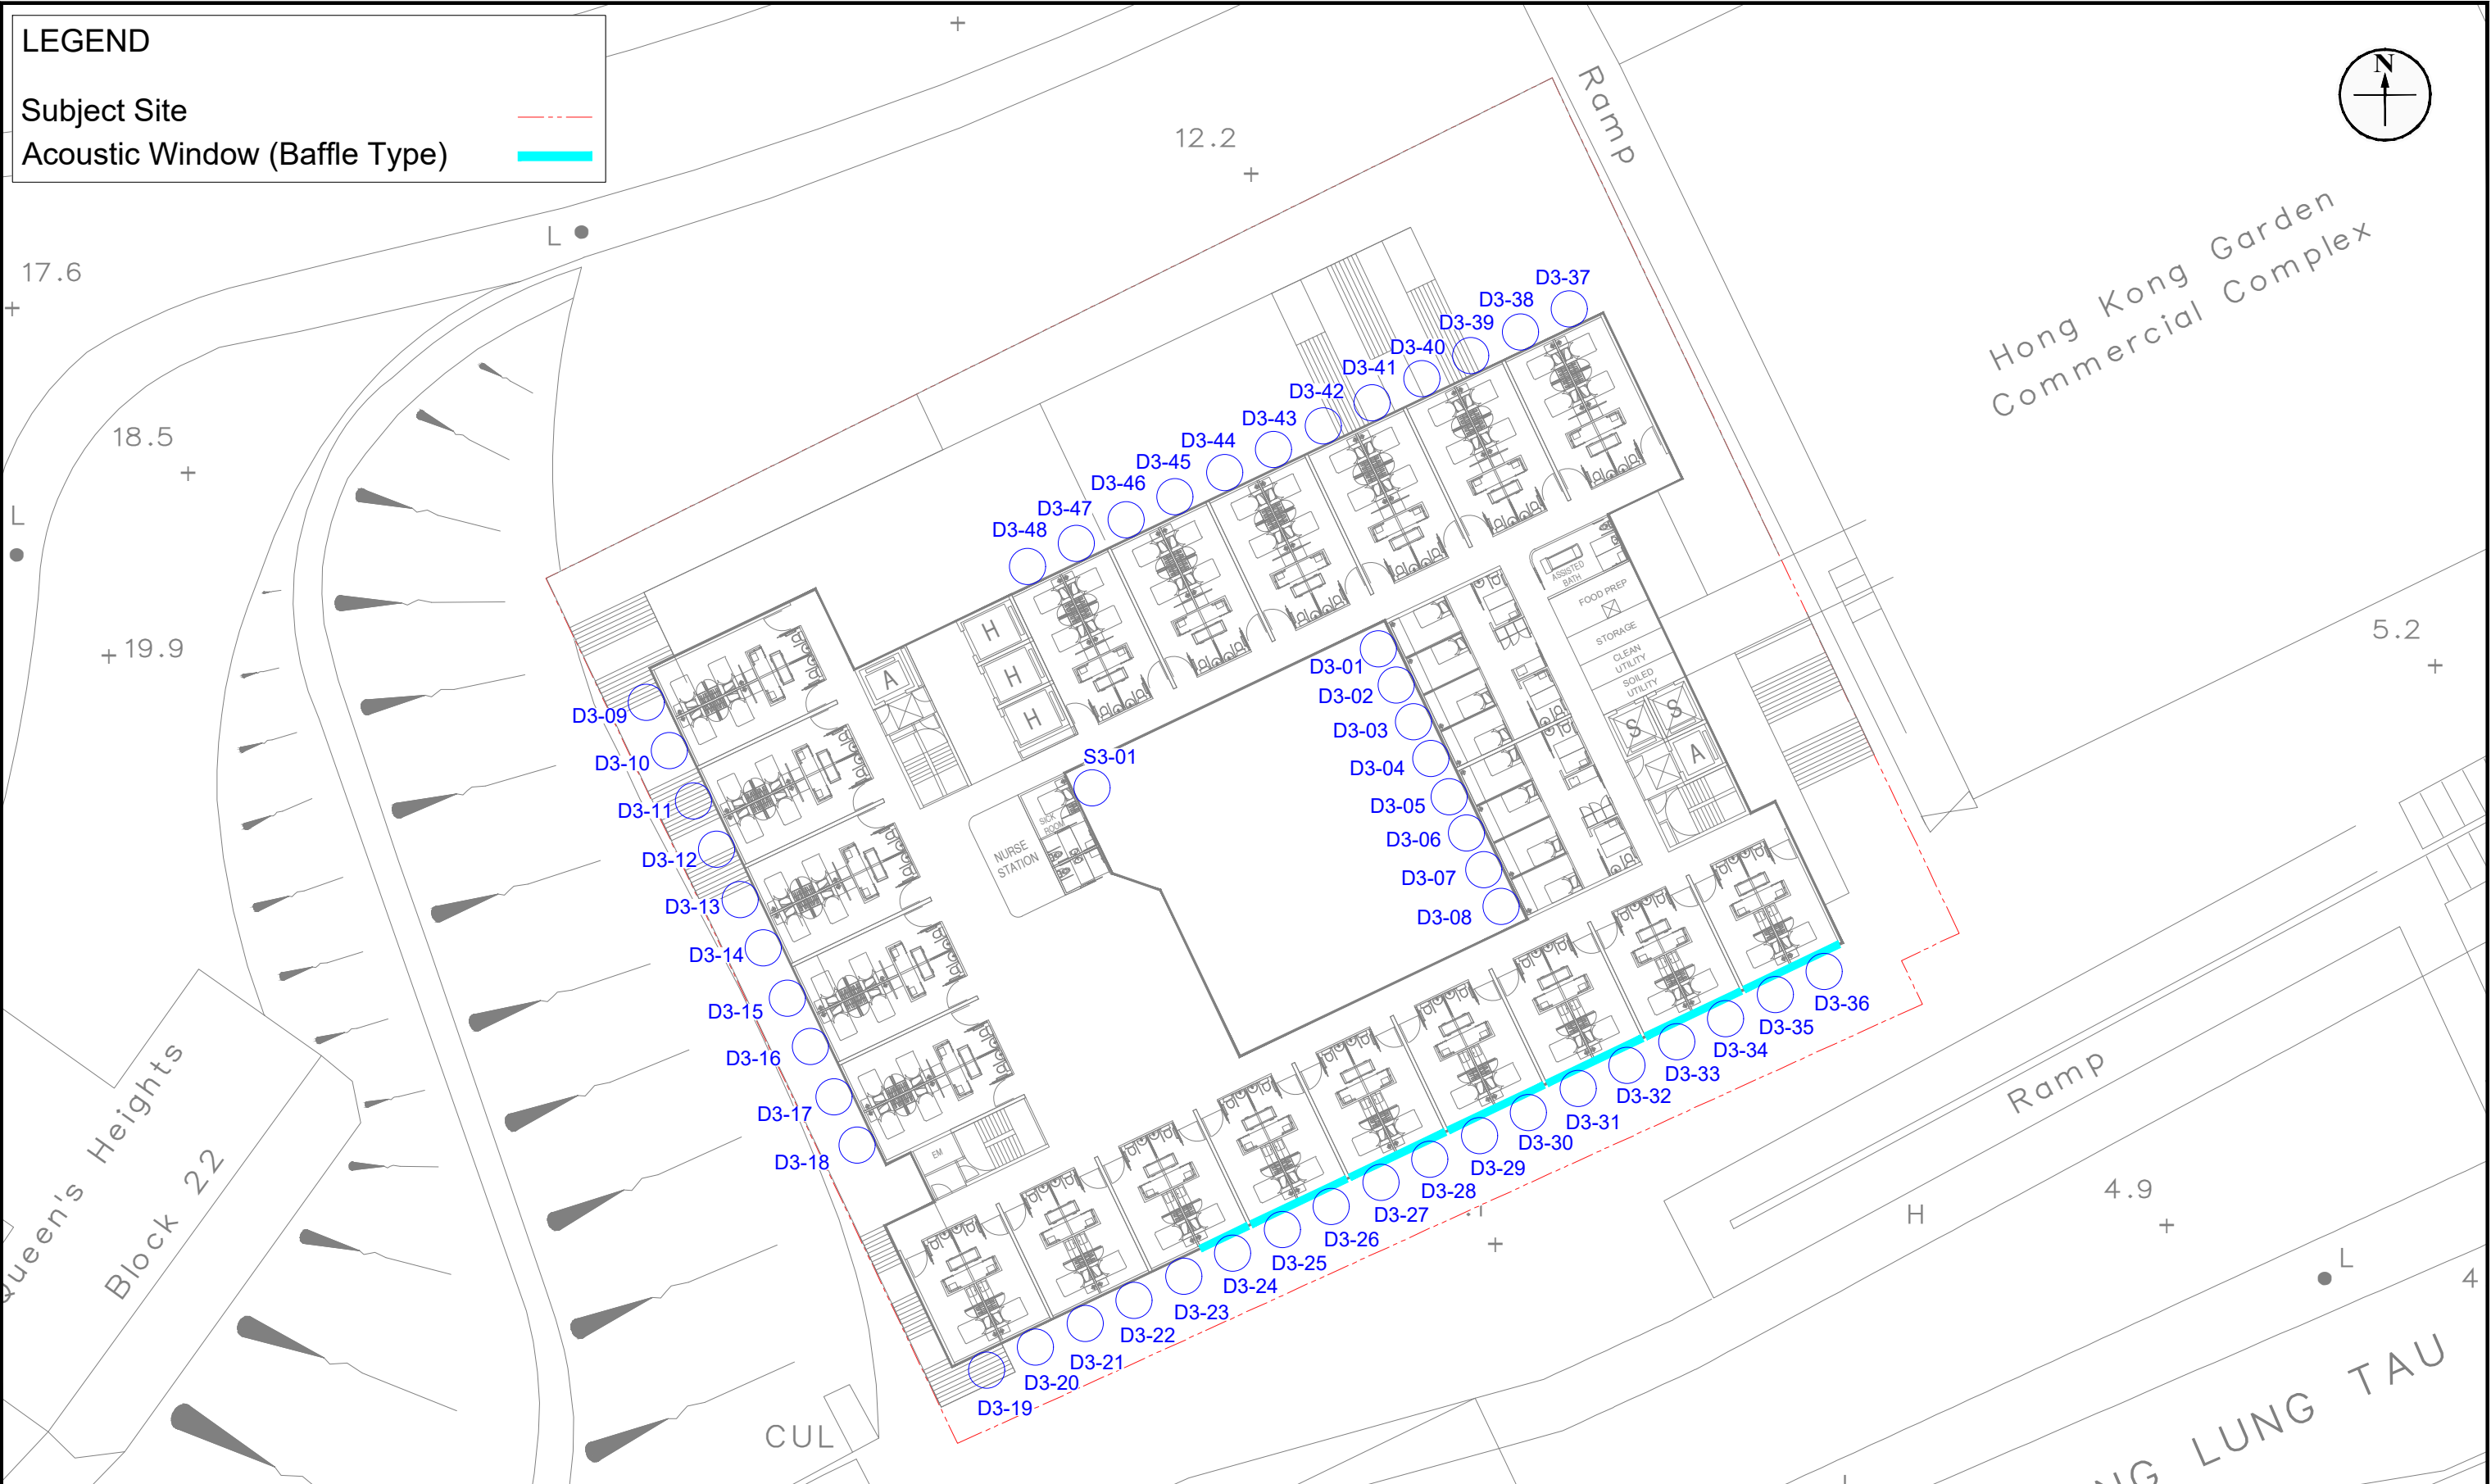 LEGEND
Subject Site
Acoustic Window (Baffle Type)
N
Ramp
12.2
Hong Kong Garden
Commercial Complex
L
17.6
18.5
L
19.9
5.2
D3-37
D3-38
D3-39
D3-40
D3-41
D3-42
D3-43
D3-44
D3-45
D3-46
D3-47
D3-48
ASSISTED
BATH
FOOD PREP
STORAGE
CLEAN
UTILITY
SOILED
UTILITY
S
S
A
H
H
H
A
D3-01
D3-02
D3-03
D3-04
D3-05
D3-06
D3-07
D3-08
S3-01
SICK
ROOM
NURSE
STATION
D3-09
D3-10
D3-11
D3-12
D3-13
D3-14
D3-15
D3-16
D3-17
D3-18
EM
D3-36
D3-35
D3-34
D3-33
D3-32
D3-31
D3-30
D3-29
D3-28
D3-27
D3-26
D3-25
D3-24
D3-23
D3-22
D3-21
D3-20
D3-19
Queen's Heights
Block 22
Ramp
H
4.9
L
4
CUL
NG LUNG TAU